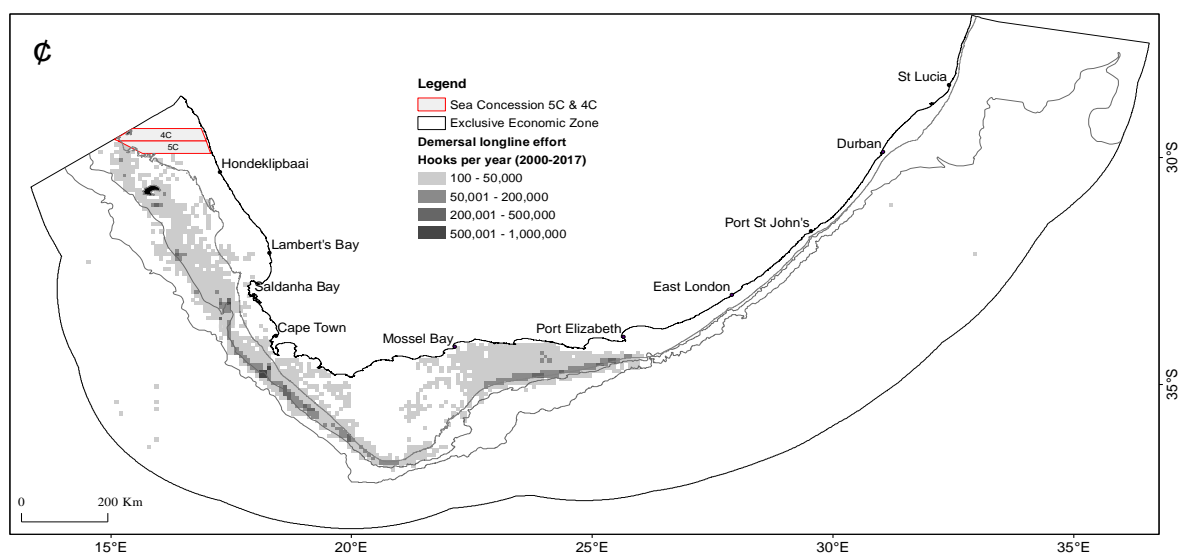 ₵
Legend
Sea Concession 5C & 4C
Exclusive Economic Zone
Demersal longline effort
Hooks per year (2000-2017)
100 - 50,000
50,001 - 200,000
200,001 - 500,000
500,001 - 1,000,000
St Lucia
4C
5C
Durban
Hondeklipbaai
30°S
Port St John's
Lambert's Bay
Saldanha Bay
East London
Cape Town
Mossel Bay
Port Elizabeth
35°S
0
200 Km
15°E
20°E
25°E
30°E
35°E